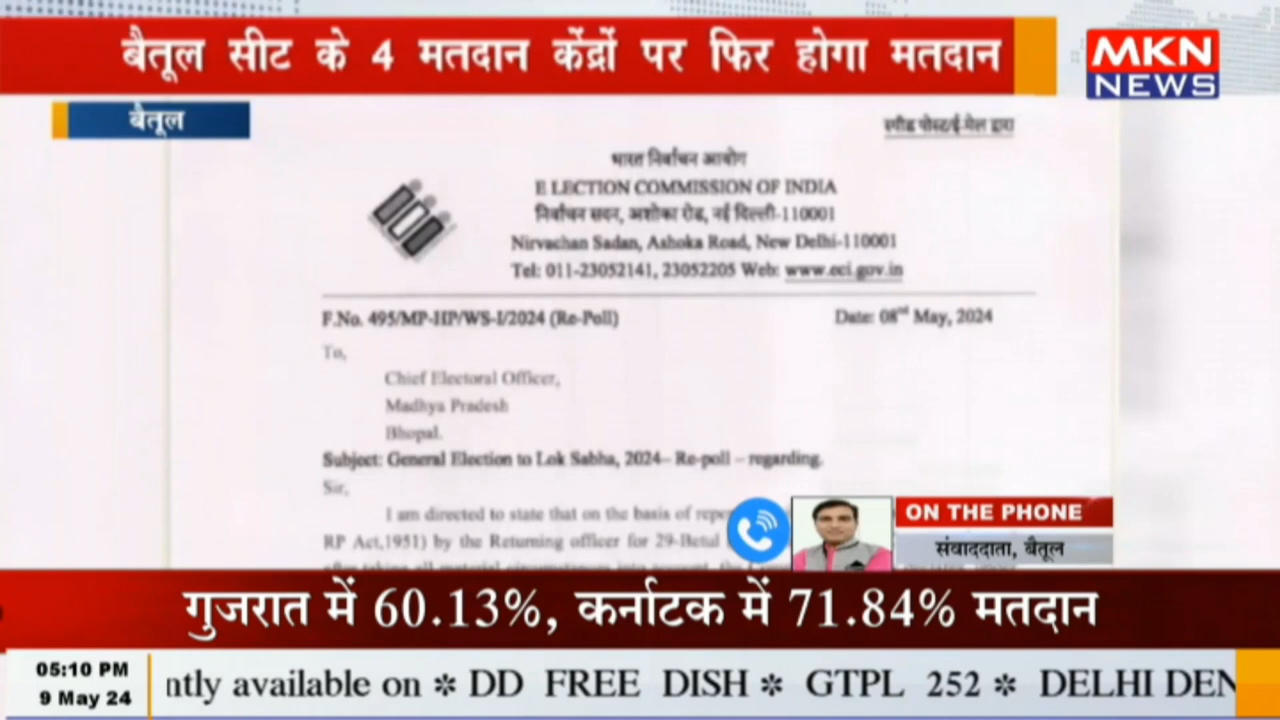 बैतूल सीट के 4 मतदान केंद्रों पर फिर होगा मतदान
MKN
NEWS
बैतूल
स्पीड पोस्ट/ई-मेल द्वारा
भारत निर्वाचन आयोग
ELECTION COMMISSION OF INDIA
निर्वाचन सदन, अशोका रोड, नई दिल्ली-110001
Nirvachan Sadan, Ashoka Road, New Delhi-110001
Tel: 011-23052141, 23052205 Web: www.eci.gov.in
F.No. 495/MP-HP/WS-I/2024 (Re-Poll)
Date: 08nd May, 2024
To,
Chief Electoral Officer,
Madhya Pradesh
Bhopal.
Subject: General Election to Lok Sabha, 2024– Re-poll – regarding.
Sir,
I am directed to state that on the basis of
RP Act,1951) by the Returning officer for 29-Betul
ON THE PHONE
संवाददाता, बैतूल
गुजरात में 60.13%, कर्नाटक में 71.84% मतदान
05:10 PM
9 May 24
ntly available on * DD FREE DISH * GTPL 252 * DELHI DEN